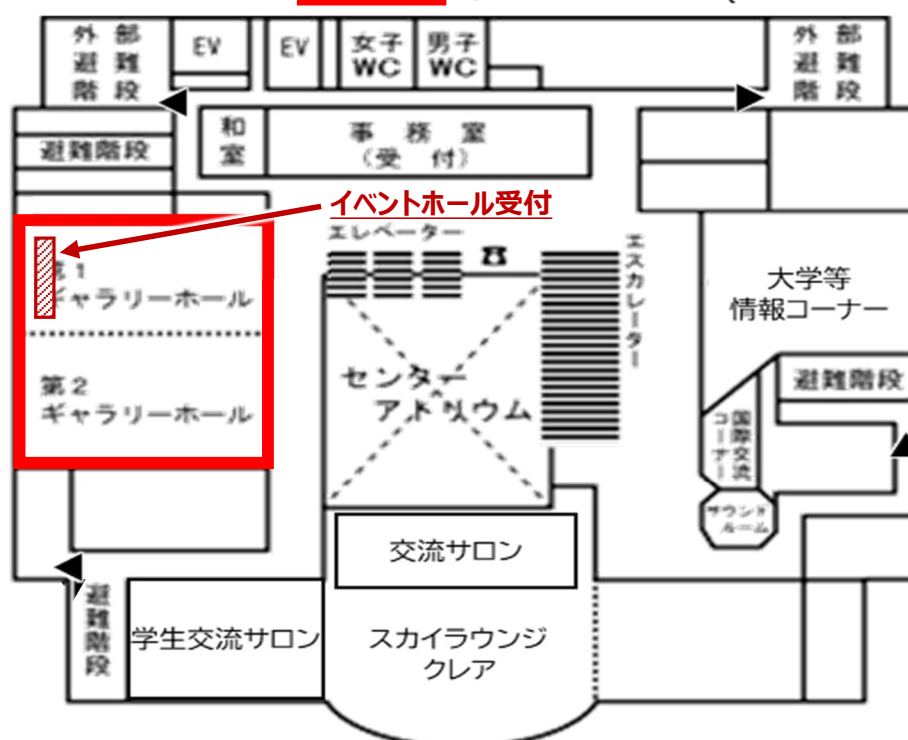 外部
避難
階段
EV
EV
女子
WC
男子
WC
外部
避難
階段
避難階段
和室
事務室
(受付)
イベントホール受付
エレベーター
エスカレーター
第1
ギャラリーホール
第2
ギャラリーホール
センター
アトリウム
大学等
情報コーナー
避難階段
国際交流
コーナー
サウンド
ルーム
交流サロン
避難階段
学生交流サロン
スカイラウンジ
クレア